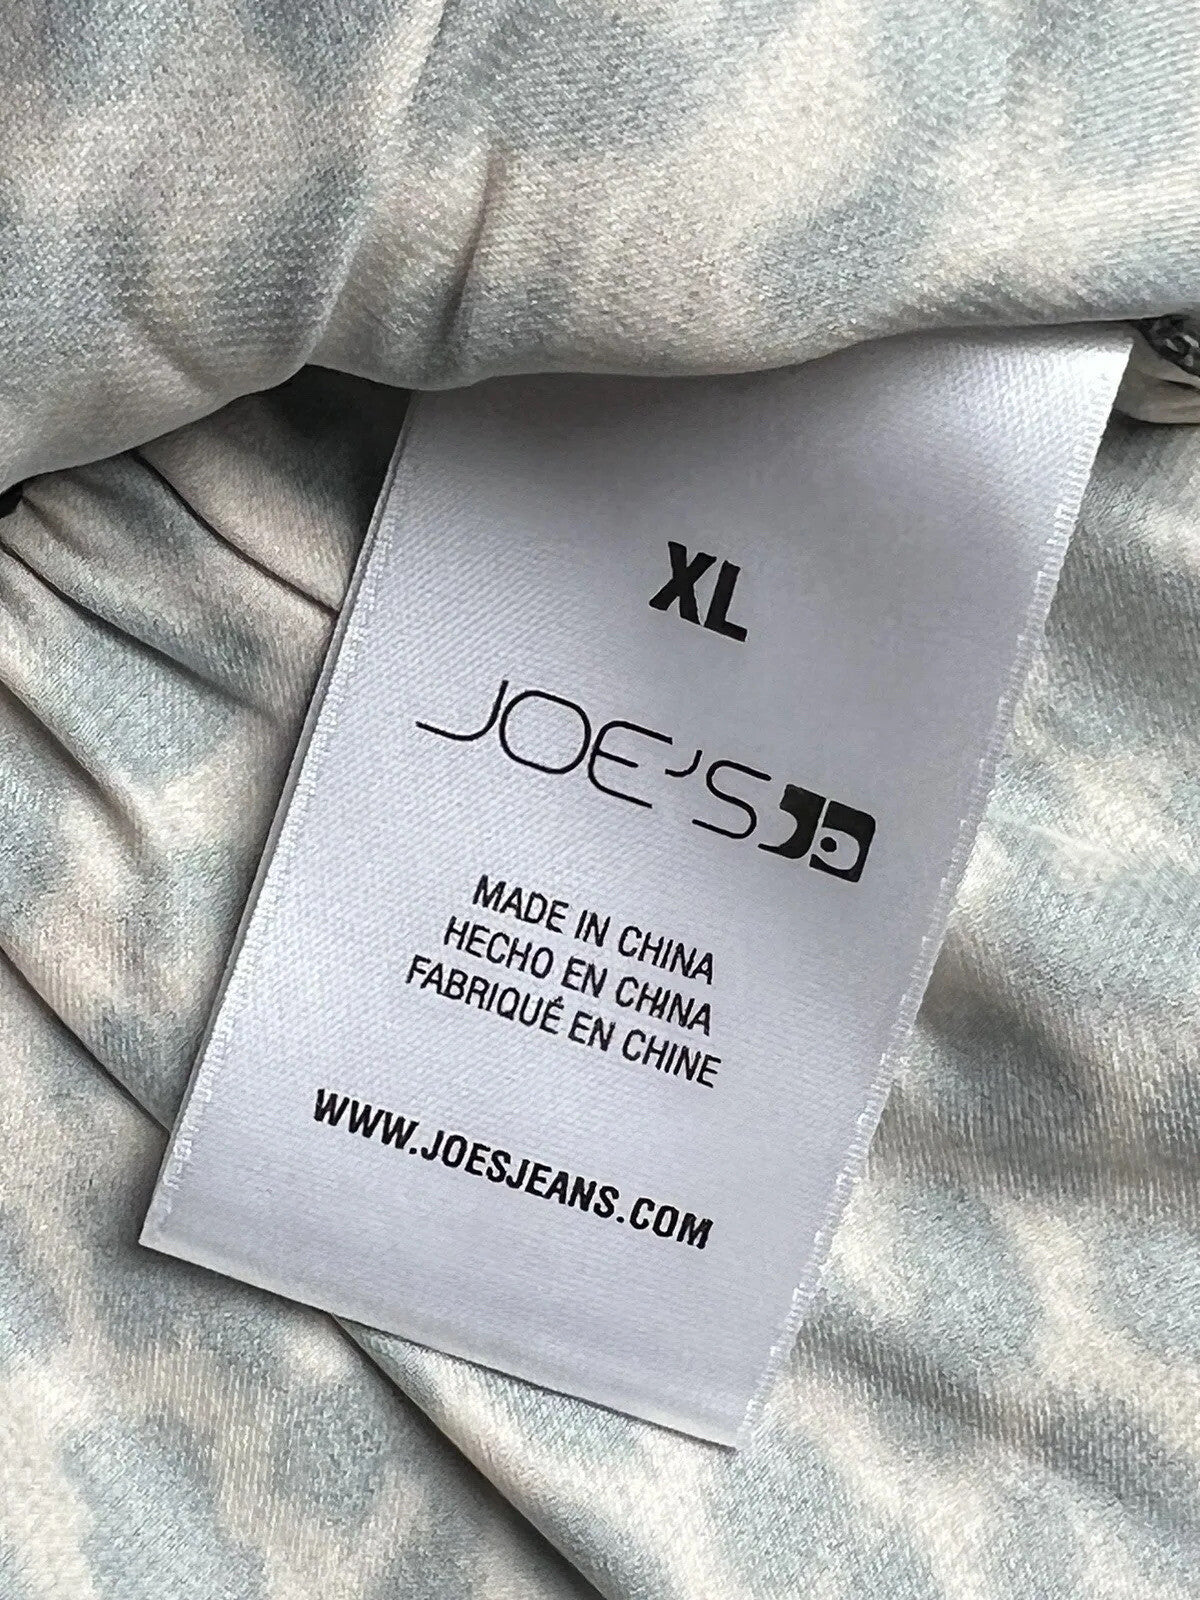 XL
JOE'S
MADE IN CHINA
HECHO EN CHINA
FABRIQUÉ EN CHINE
WWW.JOESJEANS.COM